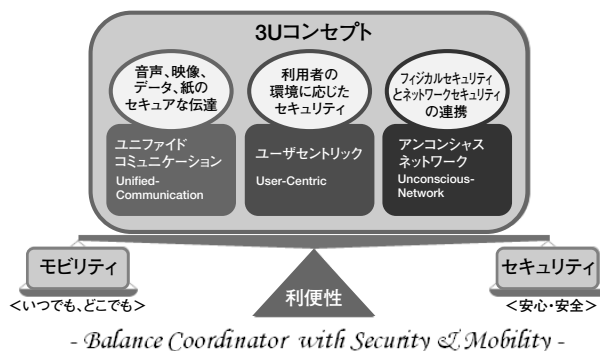 3Uコンセプト
音声、映像、
データ、紙の
セキュアな伝達
利用者の
環境に応じた
セキュリティ
フィジカルセキュリティ
とネットワークセキュリティ
の連携
ユニファイド
コミュニケーション
Unified-
Communication
ユーザセントリック
User-Centric
アンコンシャス
ネットワーク
Unconscious-
Network
モビリティ
<いつでも、どこでも>
利便性
セキュリティ
<安心・安全>
- Balance Coordinator with Security & Mobility -